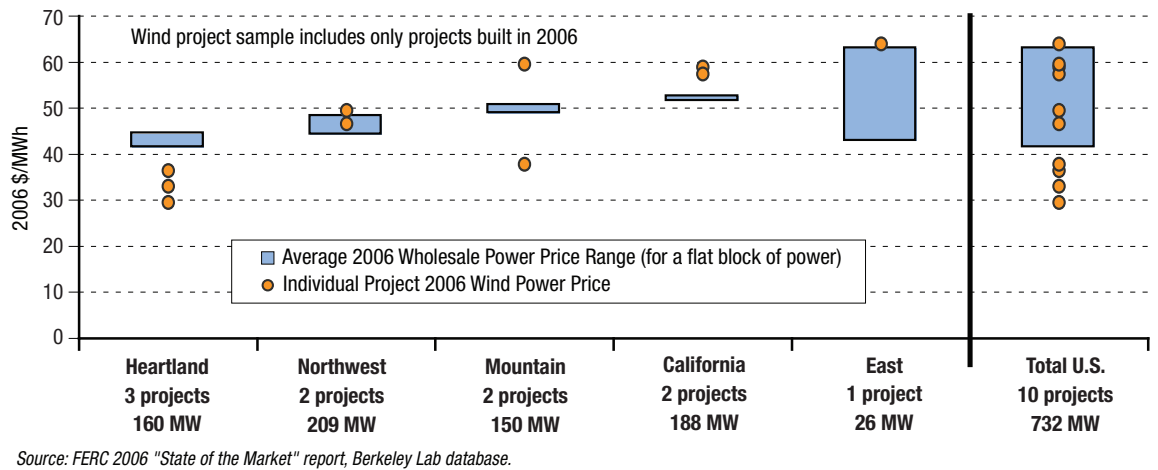 70
60
50
40
30
20
10
0
2006 $/MWh
Wind project sample includes only projects built in 2006
Average 2006 Wholesale Power Price Range (for a flat block of power)
Individual Project 2006 Wind Power Price
Heartland
3 projects
160 MW
Northwest
2 projects
209 MW
Mountain
2 projects
150 MW
California
2 projects
188 MW
East
1 project
26 MW
Total U.S.
10 projects
732 MW
Source: FERC 2006 "State of the Market" report, Berkeley Lab database.